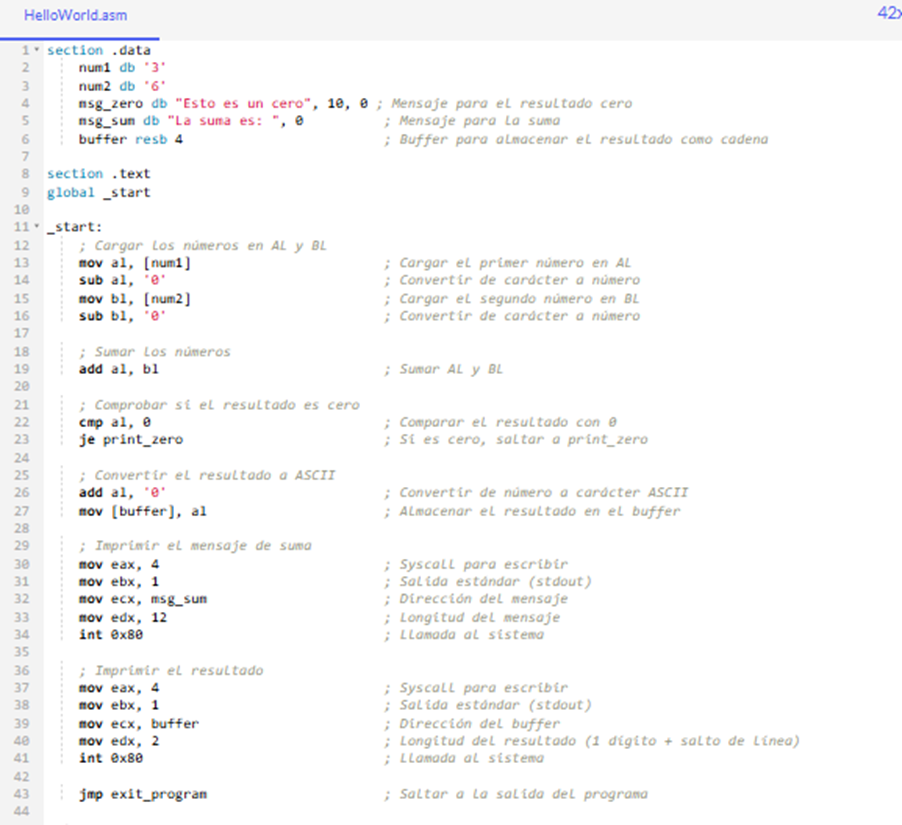 HelloWorld.asm
42x
1 section .data
2 num1 db '3'
3 num2 db '6'
4 msg_zero db "Esto es un cero", 10, 0 ; Mensaje para el resultado cero
5 msg_sum db "La suma es: ", 0 ; Mensaje para la suma
6 buffer resb 4 ; Buffer para almacenar el resultado como cadena
7
8 section .text
9 global _start
10
11 _start:
12 ; Cargar los números en AL y BL
13 mov al, [num1] ; Cargar el primer número en AL
14 sub al, '0' ; Convertir de carácter a número
15 mov bl, [num2] ; Cargar el segundo número en BL
16 sub bl, '0' ; Convertir de carácter a número
17
18 ; Sumar los números
19 add al, bl ; Sumar AL y BL
20
21 ; Comprobar si el resultado es cero
22 cmp al, 0 ; Comparar el resultado con 0
23 je print_zero ; Si es cero, saltar a print_zero
24
25 ; Convertir el resultado a ASCII
26 add al, '0' ; Convertir de número a carácter ASCII
27 mov [buffer], al ; Almacenar el resultado en el buffer
28
29 ; Imprimir el mensaje de suma
30 mov eax, 4 ; Syscall para escribir
31 mov ebx, 1 ; Salida estándar (stdout)
32 mov ecx, msg_sum ; Dirección del mensaje
33 mov edx, 12 ; Longitud del mensaje
34 int 0x80 ; Llamada al sistema
35
36 ; Imprimir el resultado
37 mov eax, 4 ; Syscall para escribir
38 mov ebx, 1 ; Salida estándar (stdout)
39 mov ecx, buffer ; Dirección del buffer
40 mov edx, 2 ; Longitud del resultado (1 dígito + salto de línea)
41 int 0x80 ; Llamada al sistema
42
43 jmp exit_program ; Saltar a la salida del programa
44